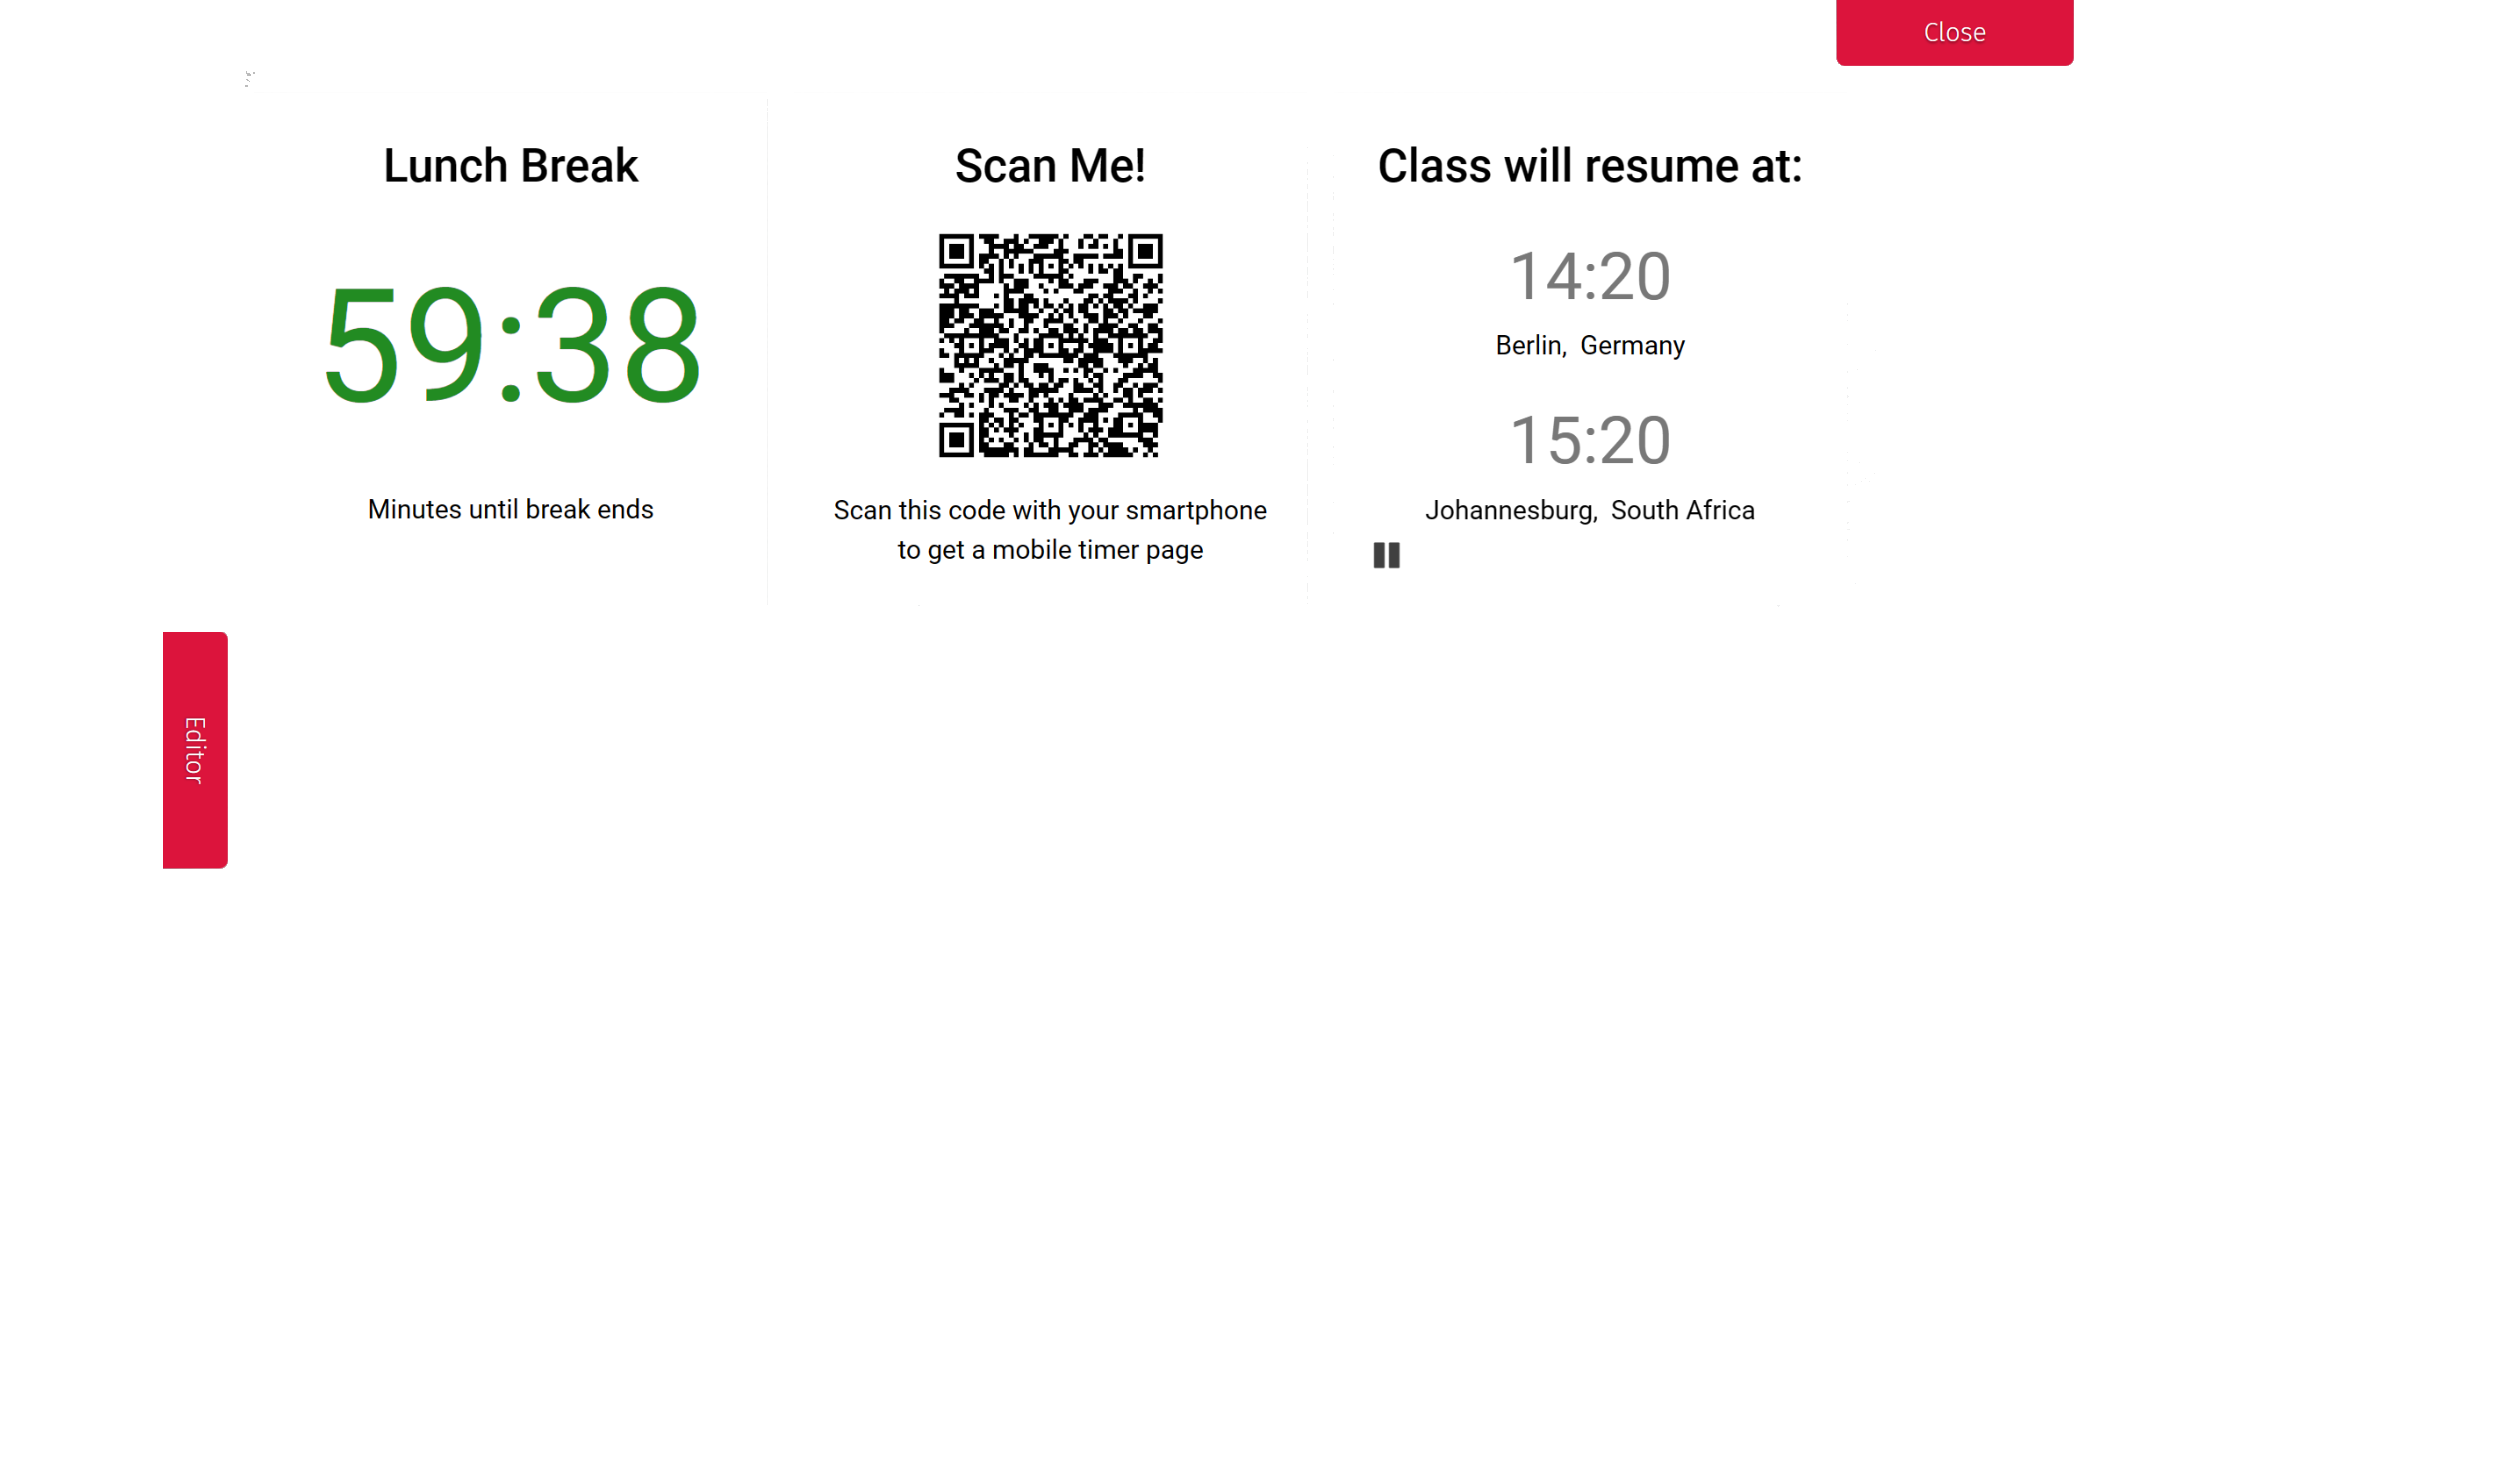 Close
Lunch Break
59:38
Minutes until break ends
Scan Me!
Scan this code with your smartphone
to get a mobile timer page
Class will resume at:
14:20
Berlin,  Germany
15:20
Johannesburg,  South Africa
Editor